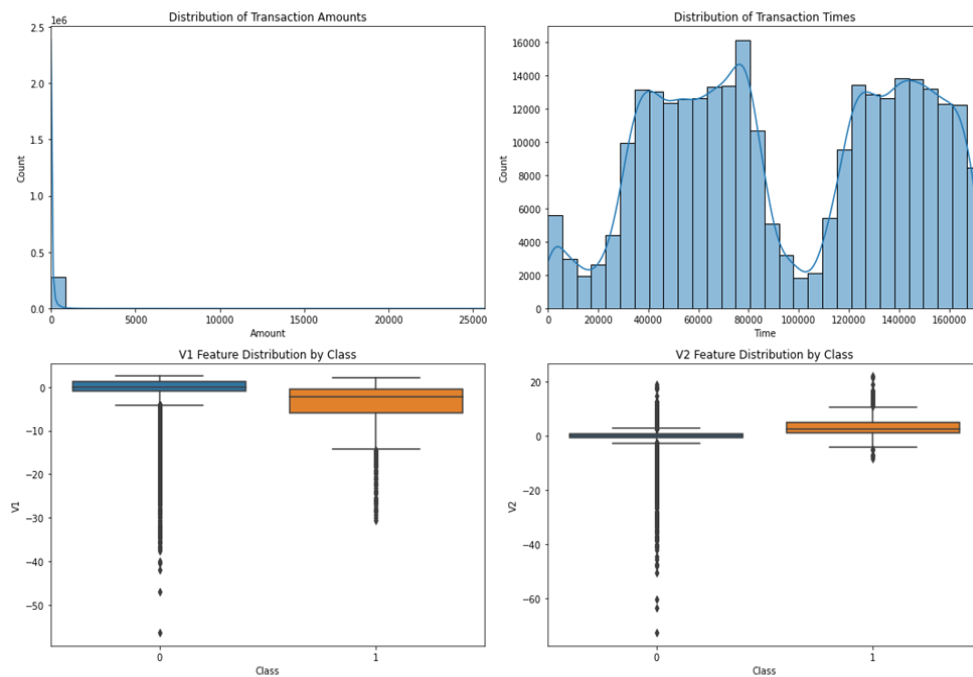 Distribution of Transaction Amounts
1e6
2.5
2.0
1.5
1.0
0.5
0.0
Count
0 5000 10000 15000 20000 25000
Amount
Distribution of Transaction Times
16000
14000
12000
10000
8000
6000
4000
2000
0
Count
0 20000 40000 60000 80000 100000 120000 140000 160000
Time
V1 Feature Distribution by Class
0
−10
−20
−30
−40
−50
V1
0 1
Class
V2 Feature Distribution by Class
20
0
−20
−40
−60
V2
0 1
Class